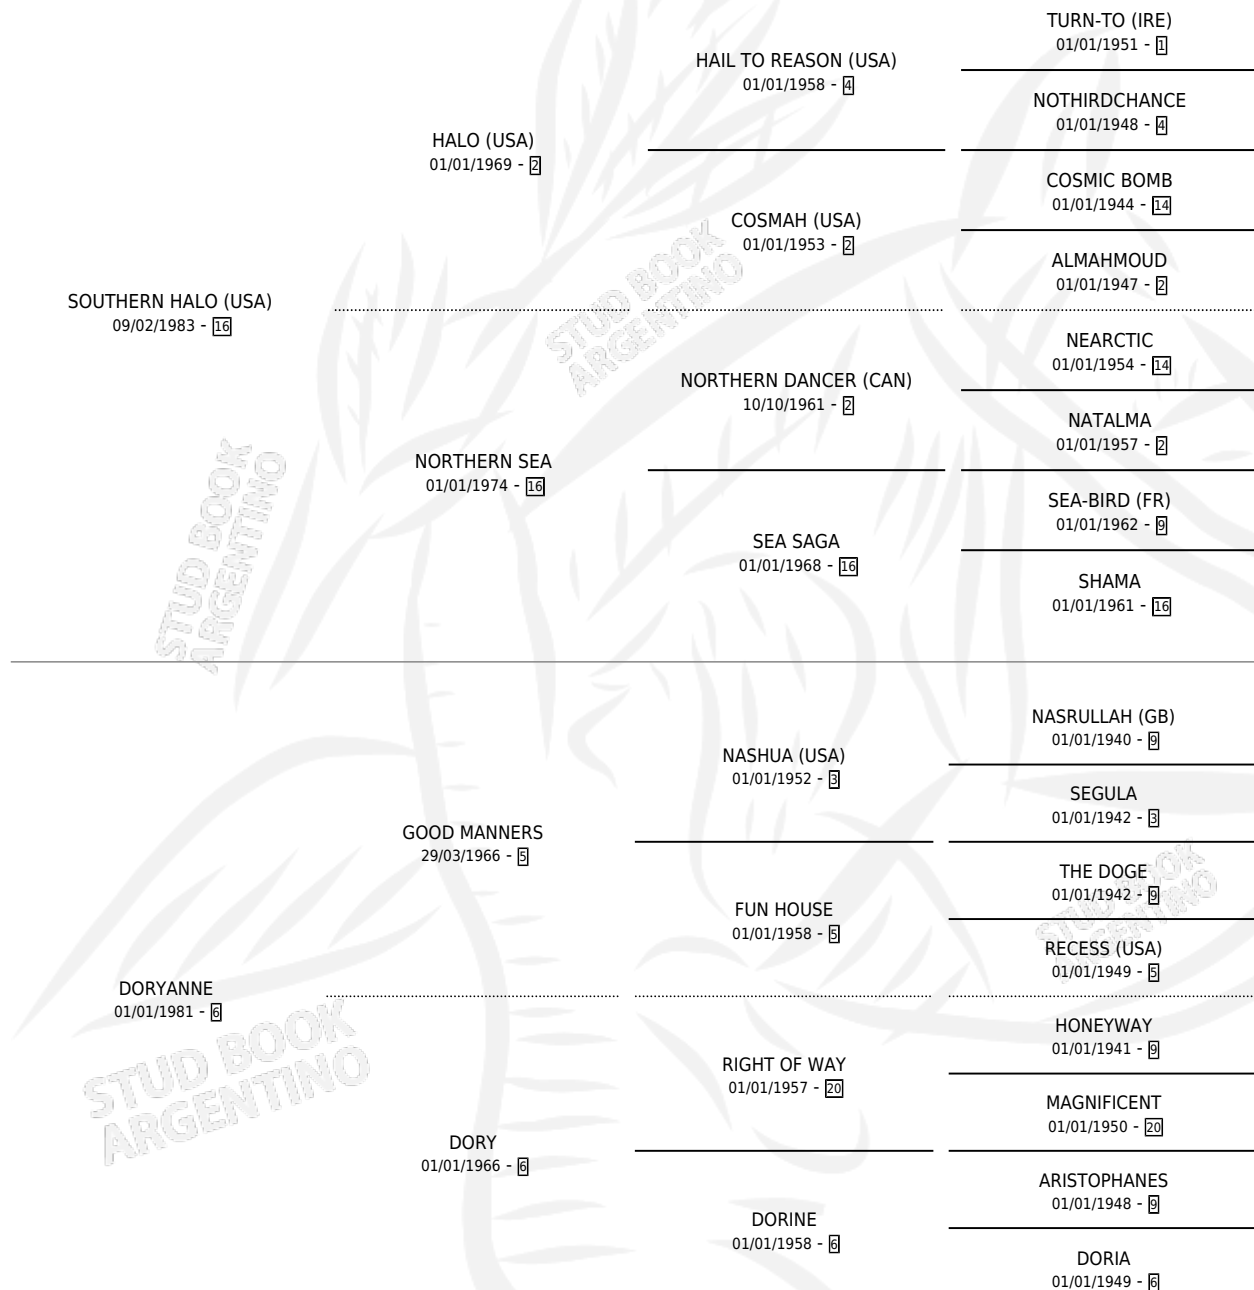 TURN-TO (IRE)
01/01/1951 - 1
HAIL TO REASON (USA)
01/01/1958 - 4
NOTHIRDCHANCE
01/01/1948 - 4
HALO (USA)
01/01/1969 - 2
COSMIC BOMB
01/01/1944 - 14
COSMAH (USA)
01/01/1953 - 2
ALMAHMOUD
01/01/1947 - 2
SOUTHERN HALO (USA)
09/02/1983 - 16
NEARCTIC
01/01/1954 - 14
NORTHERN DANCER (CAN)
10/10/1961 - 2
NATALMA
01/01/1957 - 2
NORTHERN SEA
01/01/1974 - 16
SEA-BIRD (FR)
01/01/1962 - 9
SEA SAGA
01/01/1968 - 16
SHAMA
01/01/1961 - 16
STUD BOOK
ARGENTINO
STUD BOOK
ARGENTINO
NASRULLAH (GB)
01/01/1940 - 9
NASHUA (USA)
01/01/1952 - 3
SEGULA
01/01/1942 - 3
GOOD MANNERS
29/03/1966 - 5
THE DOGE
01/01/1942 - 9
FUN HOUSE
01/01/1958 - 5
RECESS (USA)
01/01/1949 - 5
STUD BOOK
ARGENTINO
DORYANNE
01/01/1981 - 6
HONEYWAY
01/01/1941 - 9
RIGHT OF WAY
01/01/1957 - 20
MAGNIFICENT
01/01/1950 - 20
STUD BOOK
ARGENTINO
DORY
01/01/1966 - 6
ARISTOPHANES
01/01/1948 - 9
DORINE
01/01/1958 - 6
DORIA
01/01/1949 - 6